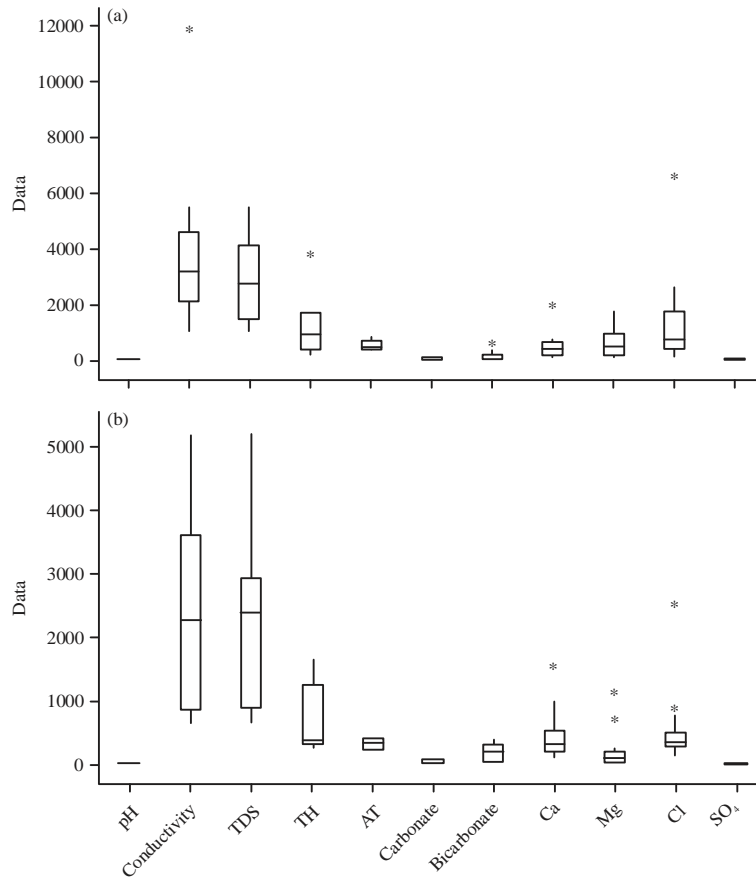 (a)
12000
10000
8000
6000
4000
2000
0
Data
(b)
5000
4000
3000
2000
1000
0
Data
pH
Conductivity
TDS
TH
AT
Carbonate
Bicarbonate
Ca
Mg
Cl
SO₄